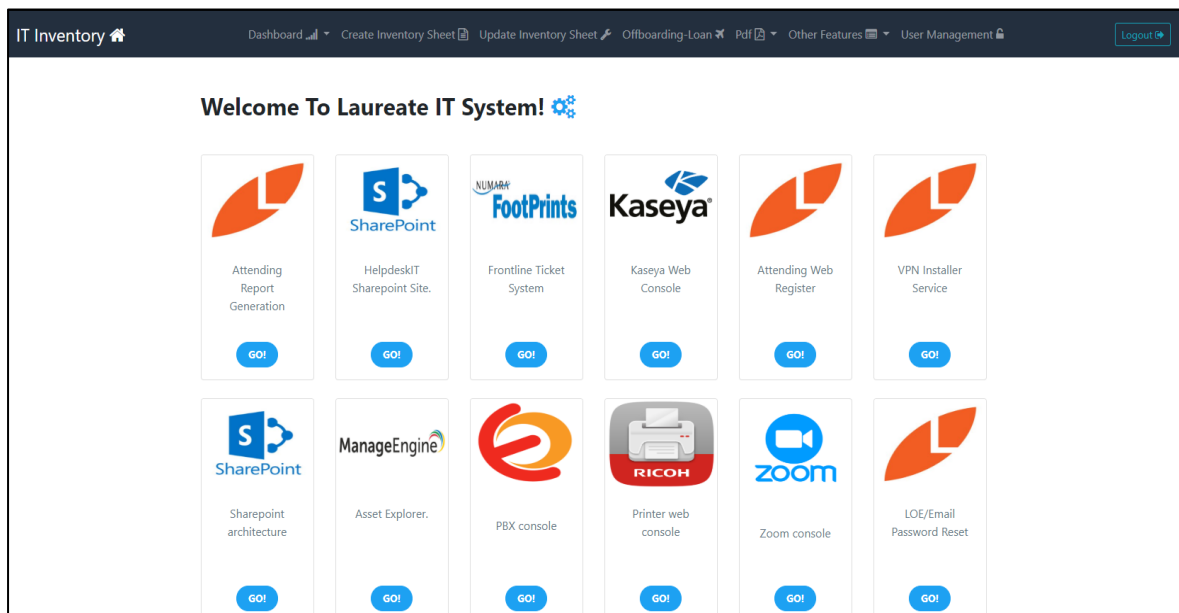 IT Inventory
Dashboard Create Inventory Sheet Update Inventory Sheet Offboarding-Loan Pdf Other Features User Management
Logout
Welcome To Laureate IT System!
L
Attending
Report
Generation
GO!
S
SharePoint
HelpdeskIT
Sharepoint Site.
GO!
NUMARA
FootPrints
Frontline Ticket
System
GO!
Kaseya
Kaseya Web
Console
GO!
L
Attending Web
Register
GO!
L
VPN Installer
Service
GO!
S
SharePoint
Sharepoint
architecture
GO!
ManageEngine
Asset Explorer.
GO!
PBX console
GO!
RICOH
Printer web
console
GO!
zoom
Zoom console
GO!
L
LOE/Email
Password Reset
GO!